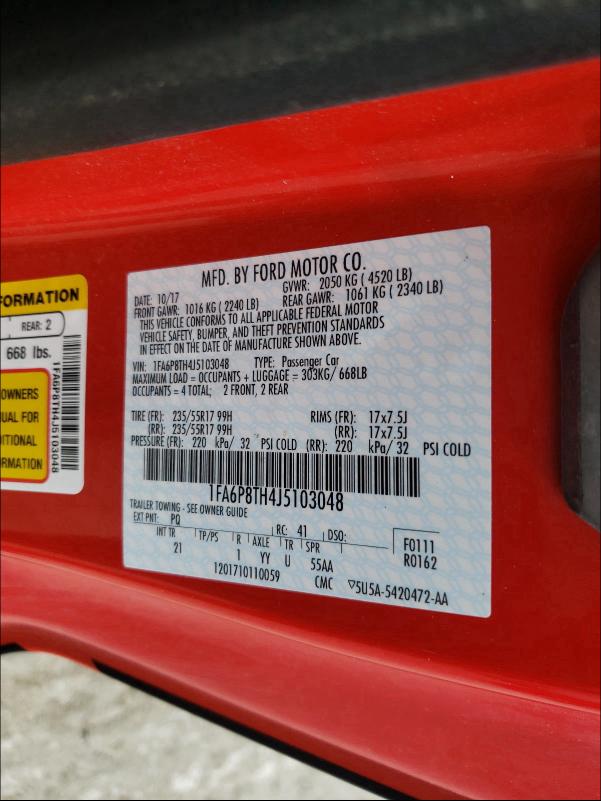 MFD. BY FORD MOTOR CO.
DATE: 10/17 GVWR: 2050 KG (4520 LB)
FRONT GAWR: 1016 KG (2240 LB) REAR GAWR: 1061 KG (2340 LB)
THIS VEHICLE CONFORMS TO ALL APPLICABLE FEDERAL MOTOR
VEHICLE SAFETY, BUMPER, AND THEFT PREVENTION STANDARDS
IN EFFECT ON THE DATE OF MANUFACTURE SHOWN ABOVE.
VIN: 1FA6P8TH4J5103048 TYPE: Passenger Car
MAXIMUM LOAD = OCCUPANTS + LUGGAGE = 303KG/ 668LB
OCCUPANTS = 4 TOTAL; 2 FRONT, 2 REAR
TIRE (FR): 235/55R17 99H RIMS (FR): 17x7.5J
(RR): 235/55R17 99H (RR): 17x7.5J
PRESSURE (FR): 220 kPa/ 32 PSI COLD (RR): 220 kPa/ 32 PSI COLD
1FA6P8TH4J5103048
TRAILER TOWING - SEE OWNER GUIDE
EXT PNT: PQ RC: 41 DSO:
INT TR TP/PS R AXLE TR SPR
21 1 YY U 55AA
F0111
R0162
1201710110059 CMC 5U5A-5420472-AA
FORMATION
REAR: 2
668 lbs.
OWNERS
UAL FOR
DITIONAL
RMATION
1FA6P8TH4J5103048